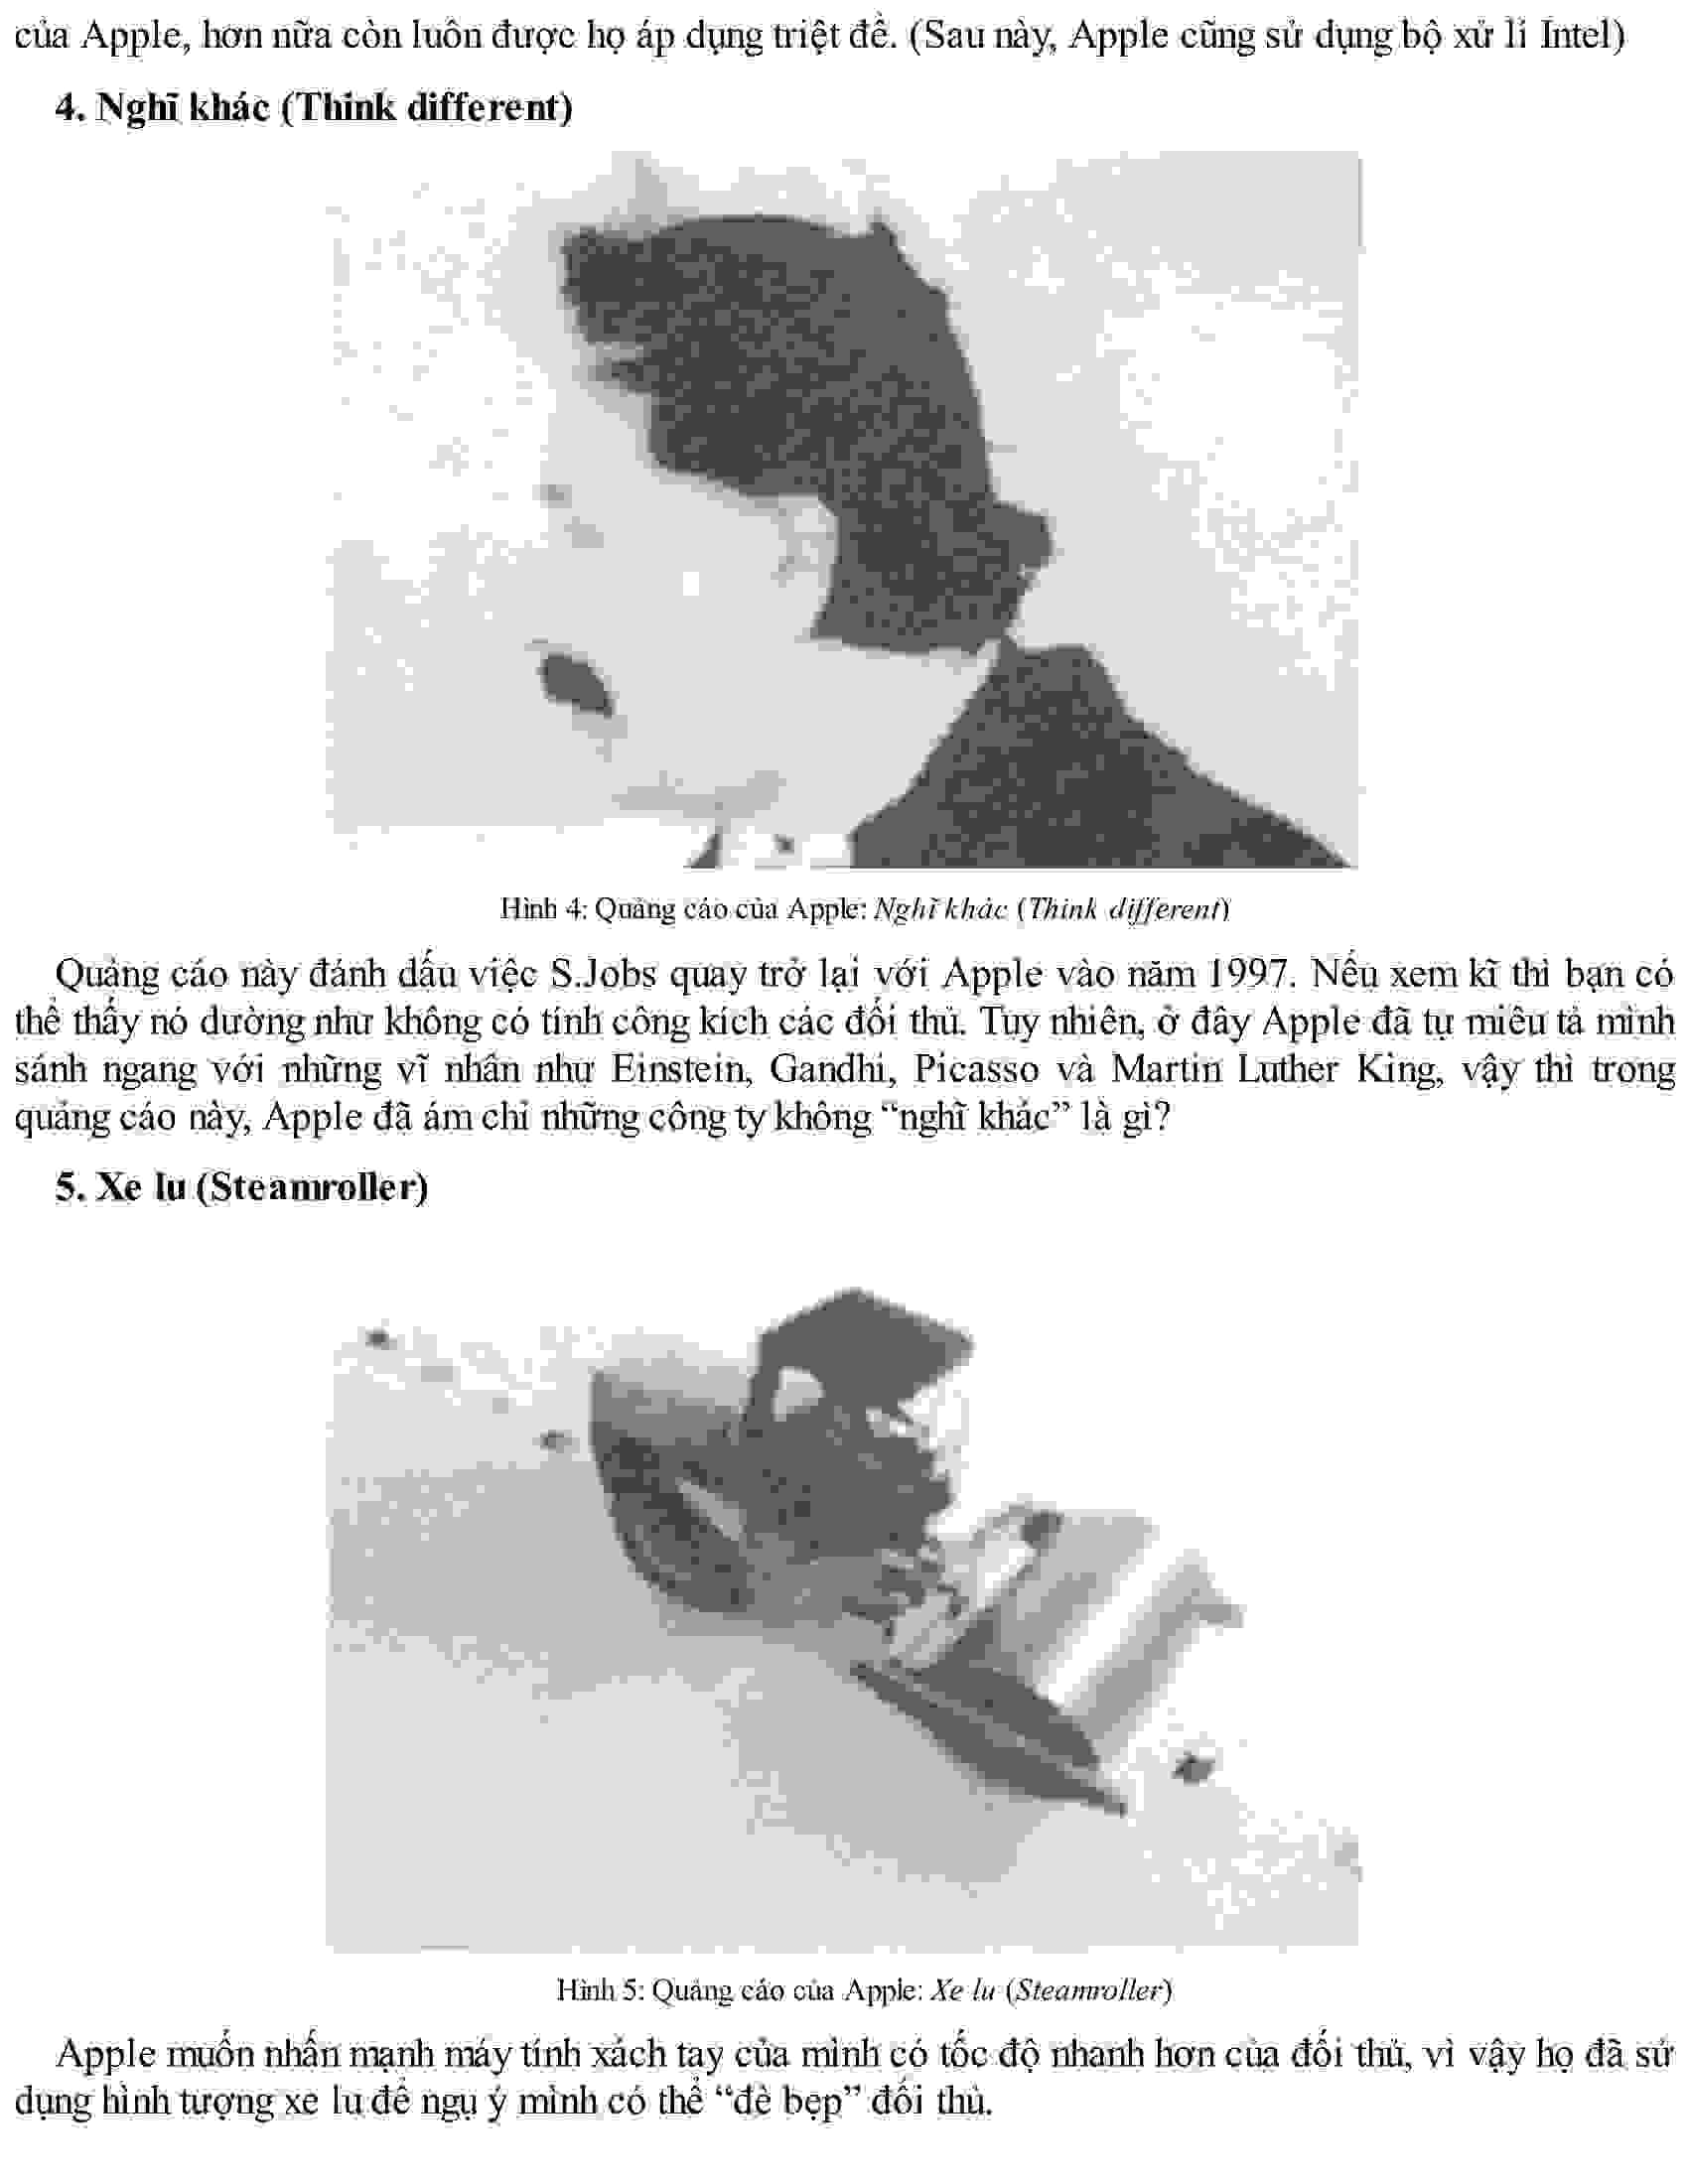 của Apple, hơn nữa còn luôn được họ áp dụng triệt để. (Sau này, Apple cũng sử dụng bộ xử lí Intel)
4. Nghĩ khác (Think different)
Hình 4: Quảng cáo của Apple: Nghĩ khác (Think different)
Quảng cáo này đánh dấu việc S.Jobs quay trở lại với Apple vào năm 1997. Nếu xem kĩ thì bạn có
thể thấy nó dường như không có tính công kích các đối thủ. Tuy nhiên, ở đây Apple đã tự miêu tả mình
sánh ngang với những vĩ nhân như Einstein, Gandhi, Picasso và Martin Luther King, vậy thì trong
quảng cáo này, Apple đã ám chỉ những công ty không “nghĩ khác” là gì?
5. Xe lu (Steamroller)
Hình 5: Quảng cáo của Apple: Xe lu (Steamroller)
Apple muốn nhấn mạnh máy tính xách tay của mình có tốc độ nhanh hơn của đối thủ, vì vậy họ đã sử
dụng hình tượng xe lu để ngụ ý mình có thể “đè bẹp” đối thủ.